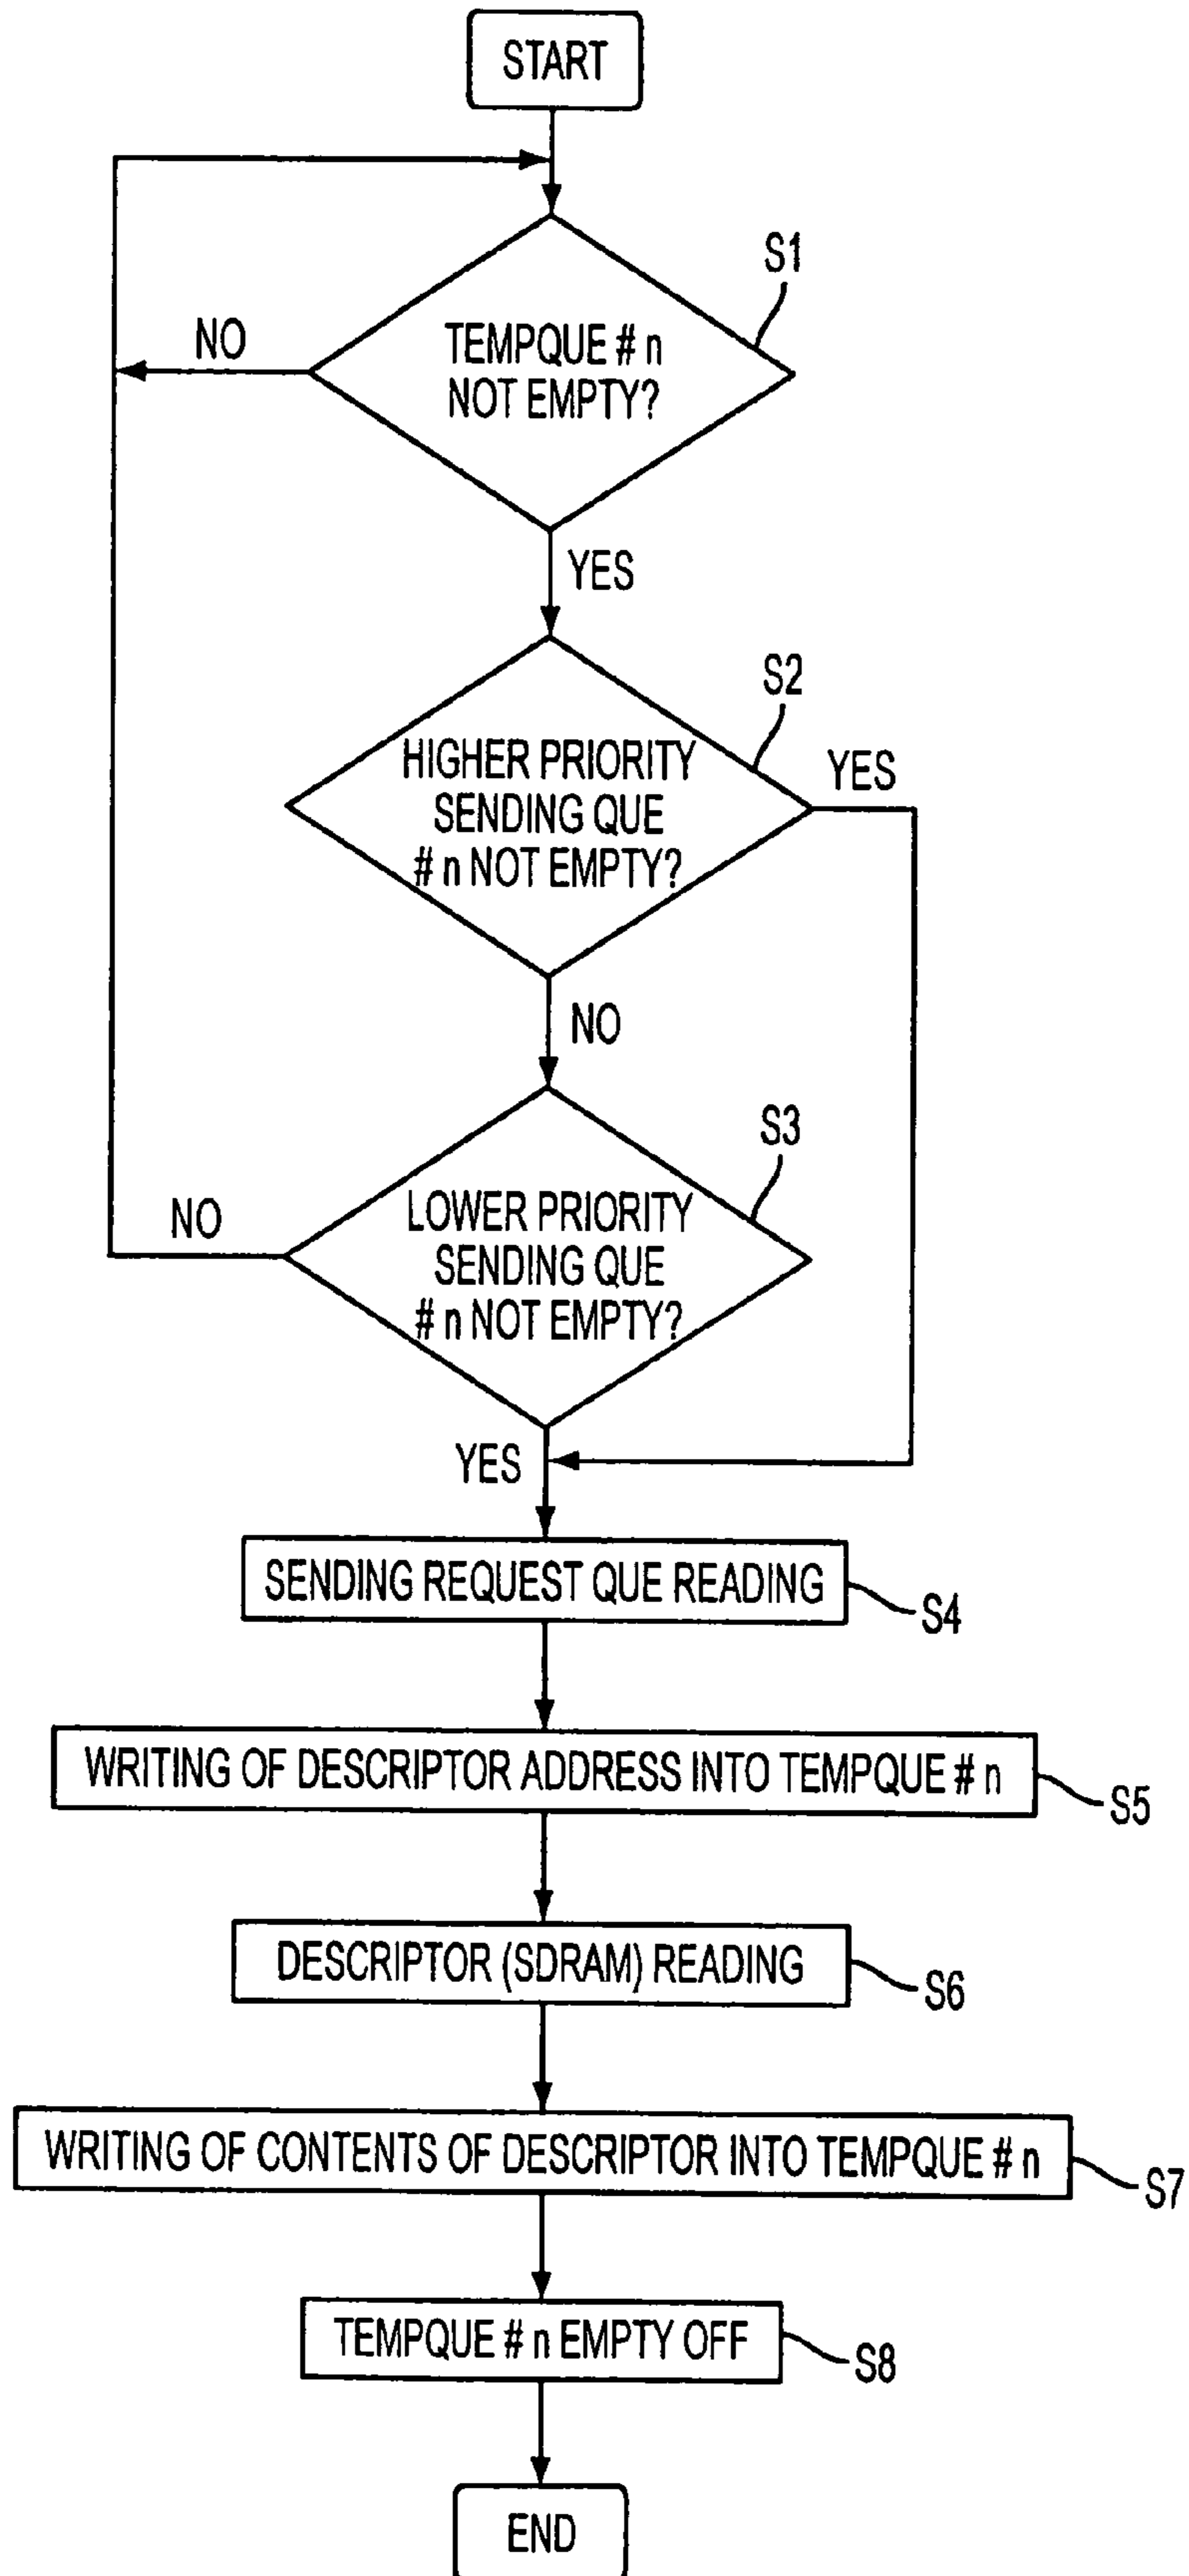 START
S1
NO
TEMPQUE # n
NOT EMPTY?
YES
S2
HIGHER PRIORITY
SENDING QUE
# n NOT EMPTY?
YES
NO
S3
NO
LOWER PRIORITY
SENDING QUE
# n NOT EMPTY?
YES
SENDING REQUEST QUE READING
S4
WRITING OF DESCRIPTOR ADDRESS INTO TEMPQUE # n
S5
DESCRIPTOR (SDRAM) READING
S6
WRITING OF CONTENTS OF DESCRIPTOR INTO TEMPQUE # n
S7
TEMPQUE # n EMPTY OFF
S8
END